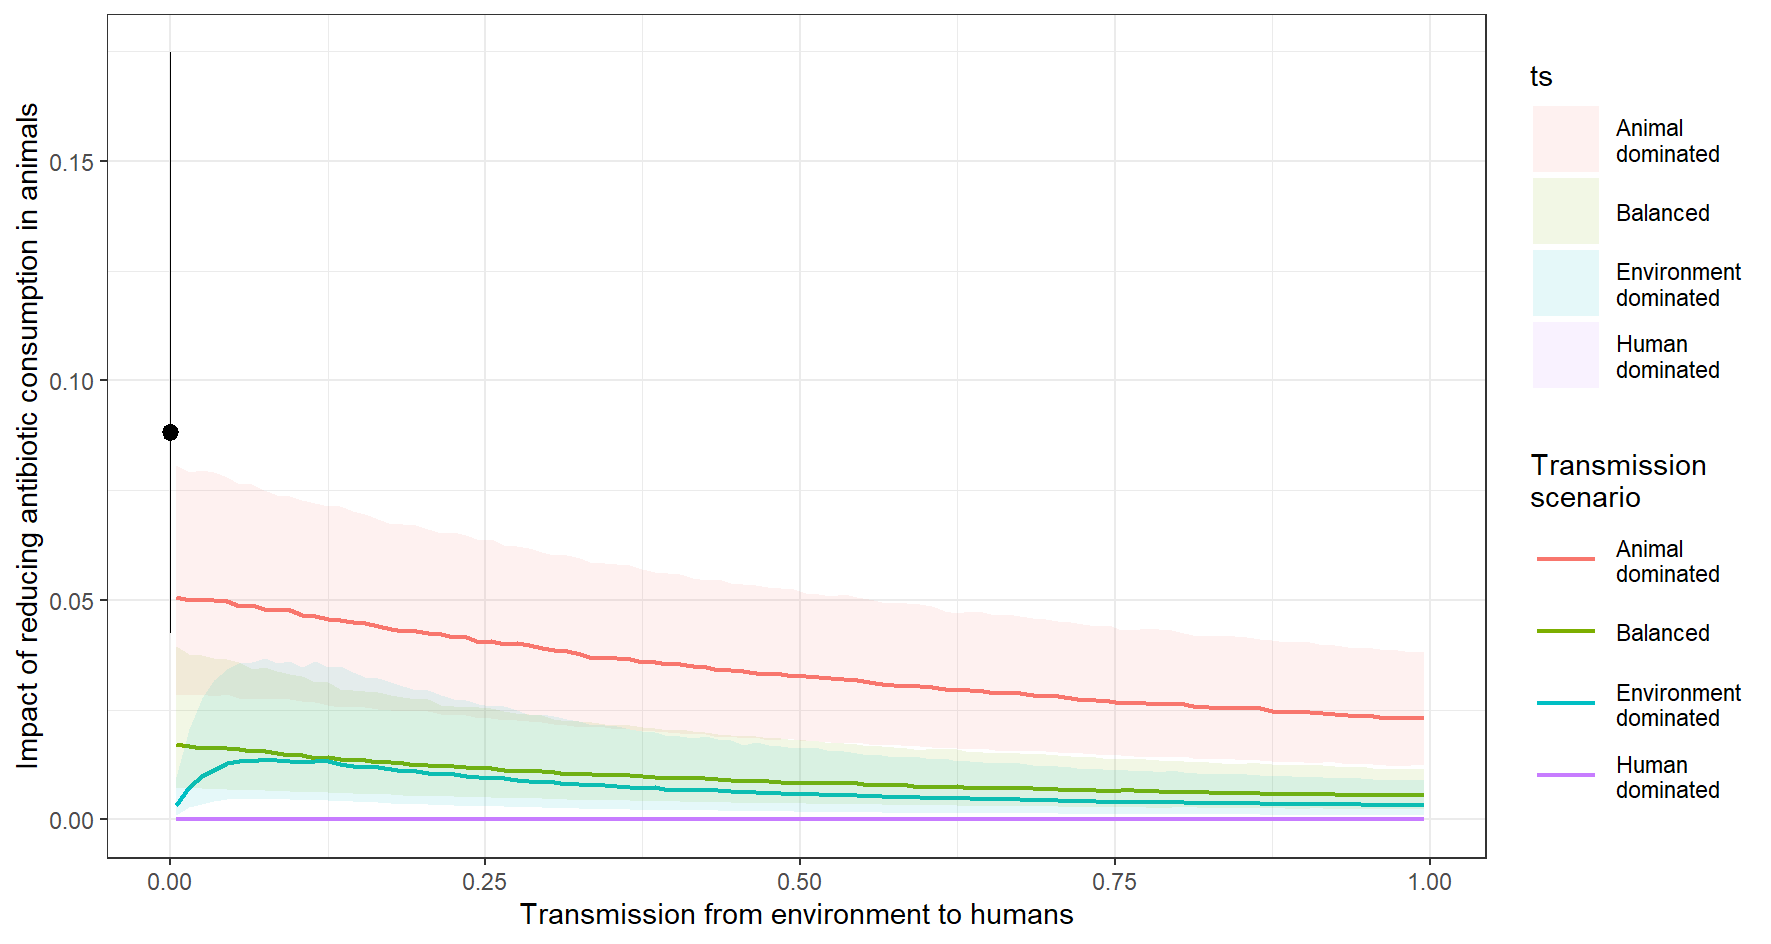 Impact of reducing antibiotic consumption in animals
0.15
0.10
0.05
0.00
0.00
0.25
0.50
0.75
1.00
Transmission from environment to humans
ts
Animal
dominated
Balanced
Environment
dominated
Human
dominated
Transmission
scenario
Animal
dominated
Balanced
Environment
dominated
Human
dominated